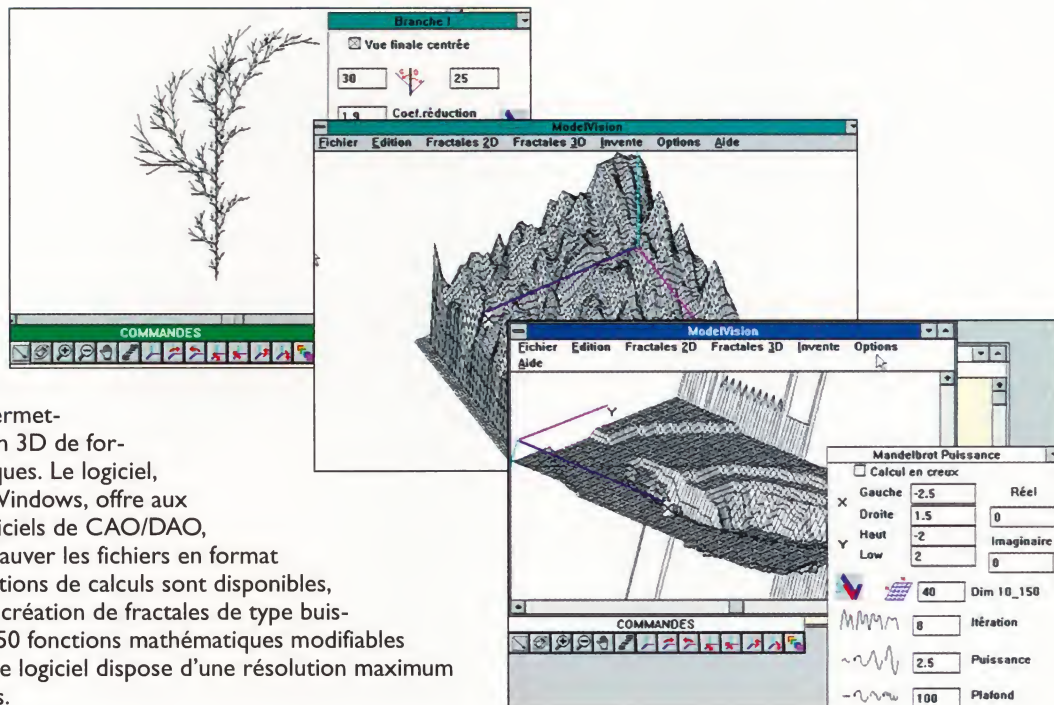 Branche !
Vue finale centrée
30
G D
25
1.9 Coef.réduction
COMMANDES
ModelVision
Fichier Edition Fractales 2D Fractales 3D Invente Options Aide
X
ModelVision
Fichier Edition Fractales 2D Fractales 3D Invente Options
Aide
Y
X
COMMANDES
Mandelbrot Puissance
Calcul en creux
X Gauche -2.5 Réel
Droite 1.5 0
Y Haut -2 Imaginaire
Low 2 0
40 Dim 10_150
8 Itération
2.5 Puissance
100 Plafond
ermet-
n 3D de for-
ques. Le logiciel,
Windows, offre aux
iciels de CAO/DAO,
auver les fichiers en format
tions de calculs sont disponibles,
création de fractales de type buis-
50 fonctions mathématiques modifiables
e logiciel dispose d'une résolution maximum
s.